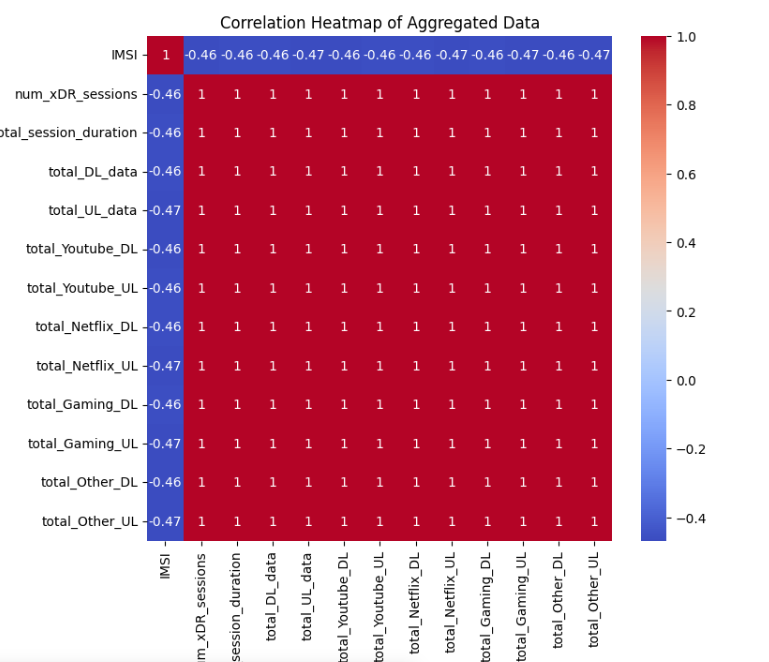 Correlation Heatmap of Aggregated Data
IMSI 1 -0.46 -0.46 -0.46 -0.47 -0.46 -0.46 -0.46 -0.47 -0.46 -0.47 -0.46 -0.47
num_xDR_sessions -0.46 1 1 1 1 1 1 1 1 1 1 1 1
otal_session_duration -0.46 1 1 1 1 1 1 1 1 1 1 1 1
total_DL_data -0.46 1 1 1 1 1 1 1 1 1 1 1 1
total_UL_data -0.47 1 1 1 1 1 1 1 1 1 1 1 1
total_Youtube_DL -0.46 1 1 1 1 1 1 1 1 1 1 1 1
total_Youtube_UL -0.46 1 1 1 1 1 1 1 1 1 1 1 1
total_Netflix_DL -0.46 1 1 1 1 1 1 1 1 1 1 1 1
total_Netflix_UL -0.47 1 1 1 1 1 1 1 1 1 1 1 1
total_Gaming_DL -0.46 1 1 1 1 1 1 1 1 1 1 1 1
total_Gaming_UL -0.47 1 1 1 1 1 1 1 1 1 1 1 1
total_Other_DL -0.46 1 1 1 1 1 1 1 1 1 1 1 1
total_Other_UL -0.47 1 1 1 1 1 1 1 1 1 1 1 1
IMSI
m_xDR_sessions
session_duration
total_DL_data
total_UL_data
otal_Youtube_DL
otal_Youtube_UL
total_Netflix_DL
total_Netflix_UL
otal_Gaming_DL
otal_Gaming_UL
total_Other_DL
total_Other_UL
1.0
0.8
0.6
0.4
0.2
0.0
−0.2
−0.4